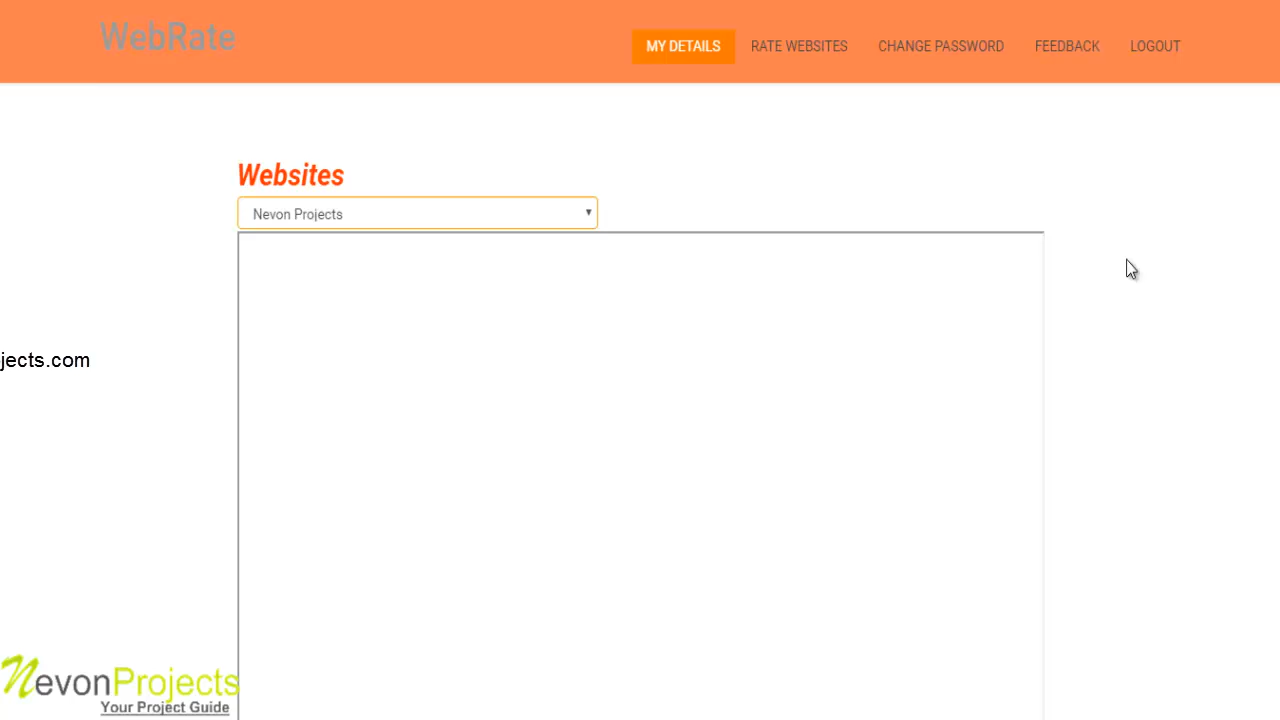 WebRate
MY DETAILS RATE WEBSITES CHANGE PASSWORD FEEDBACK LOGOUT
Websites
Nevon Projects
jects.com
NevonProjects
Your Project Guide